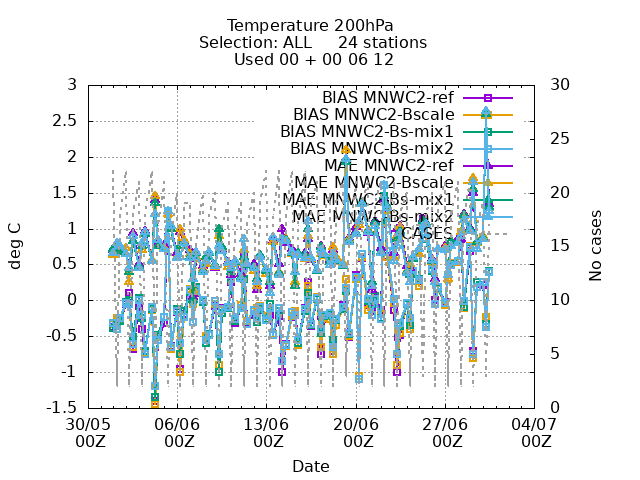 Temperature 200hPa
Selection: ALL 24 stations
Used 00 + 00 06 12
3 30
BIAS MNWC2-ref
2.5 BIAS MNWC2-Bscale 25
BIAS MNWC2-Bs-mix1
2 BIAS MNWC-Bs-mix2
MAE MNWC2-ref
1.5 MAE MNWC2-Bscale 20
MAE MNWC2-Bs-mix1
MAE MNWC-Bs-mix2
1 CASES
deg C
0.5 15
No cases
0 10
-0.5
-1 5
-1.5 0
30/05 06/06 13/06 20/06 27/06 04/07
00Z 00Z 00Z 00Z 00Z 00Z
Date